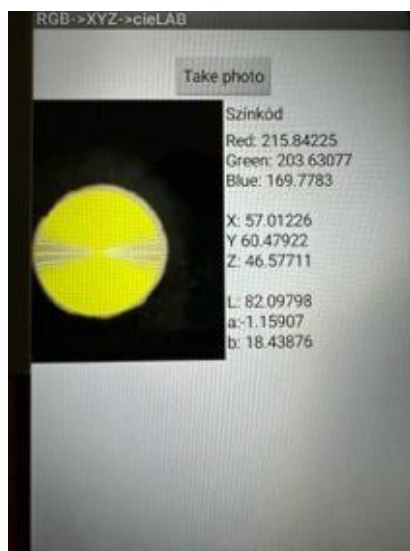 RGB->XYZ->cieLAB
Take photo
Színkód
Red: 215.84225
Green: 203.63077
Blue: 169.7783
X: 57.01226
Y 60.47922
Z: 46.57711
L: 82.09798
a:-1.15907
b: 18.43876